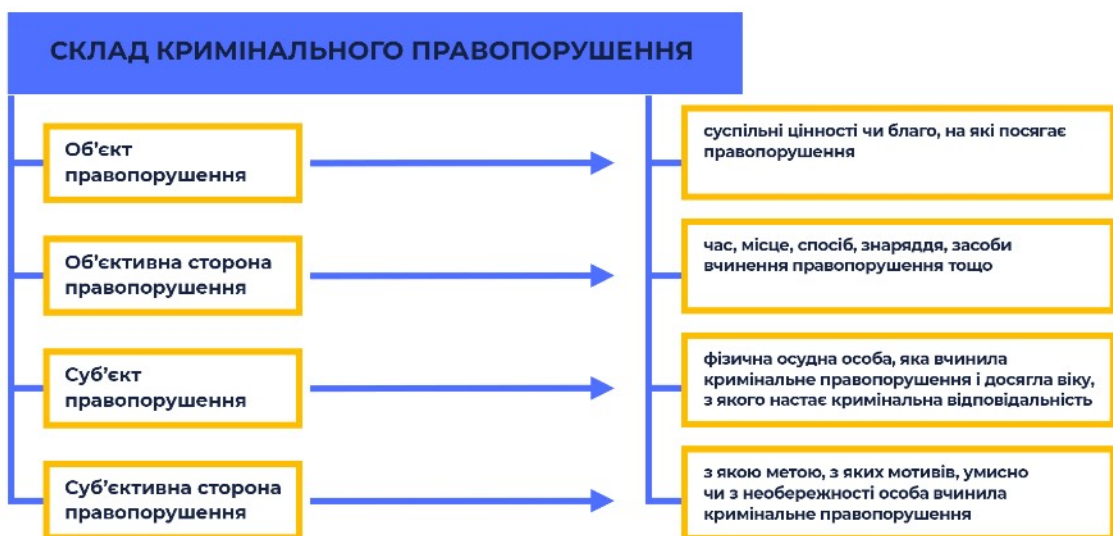 СКЛАД КРИМІНАЛЬНОГО ПРАВОПОРУШЕННЯ
Об’єкт
правопорушення
суспільні цінності чи благо, на які посягає
правопорушення
Об’єктивна сторона
правопорушення
час, місце, спосіб, знаряддя, засоби
вчинення правопорушення тощо
Суб’єкт
правопорушення
фізична осудна особа, яка вчинила
кримінальне правопорушення і досягла віку,
з якого настає кримінальна відповідальність
Суб’єктивна сторона
правопорушення
з якою метою, з яких мотивів, умисно
чи з необережності особа вчинила
кримінальне правопорушення